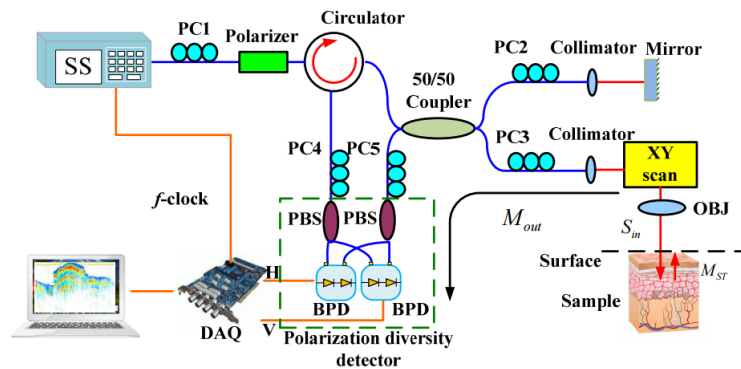 Circulator
PC1
Polarizer
SS
PC2
Collimator
Mirror
50/50
Coupler
PC3
Collimator
XY
scan
PC4
PC5
f-clock
PBS
PBS
M_out
OBJ
S_in
Surface
M_ST
Sample
H
BPD
BPD
V
DAQ
Polarization diversity
detector